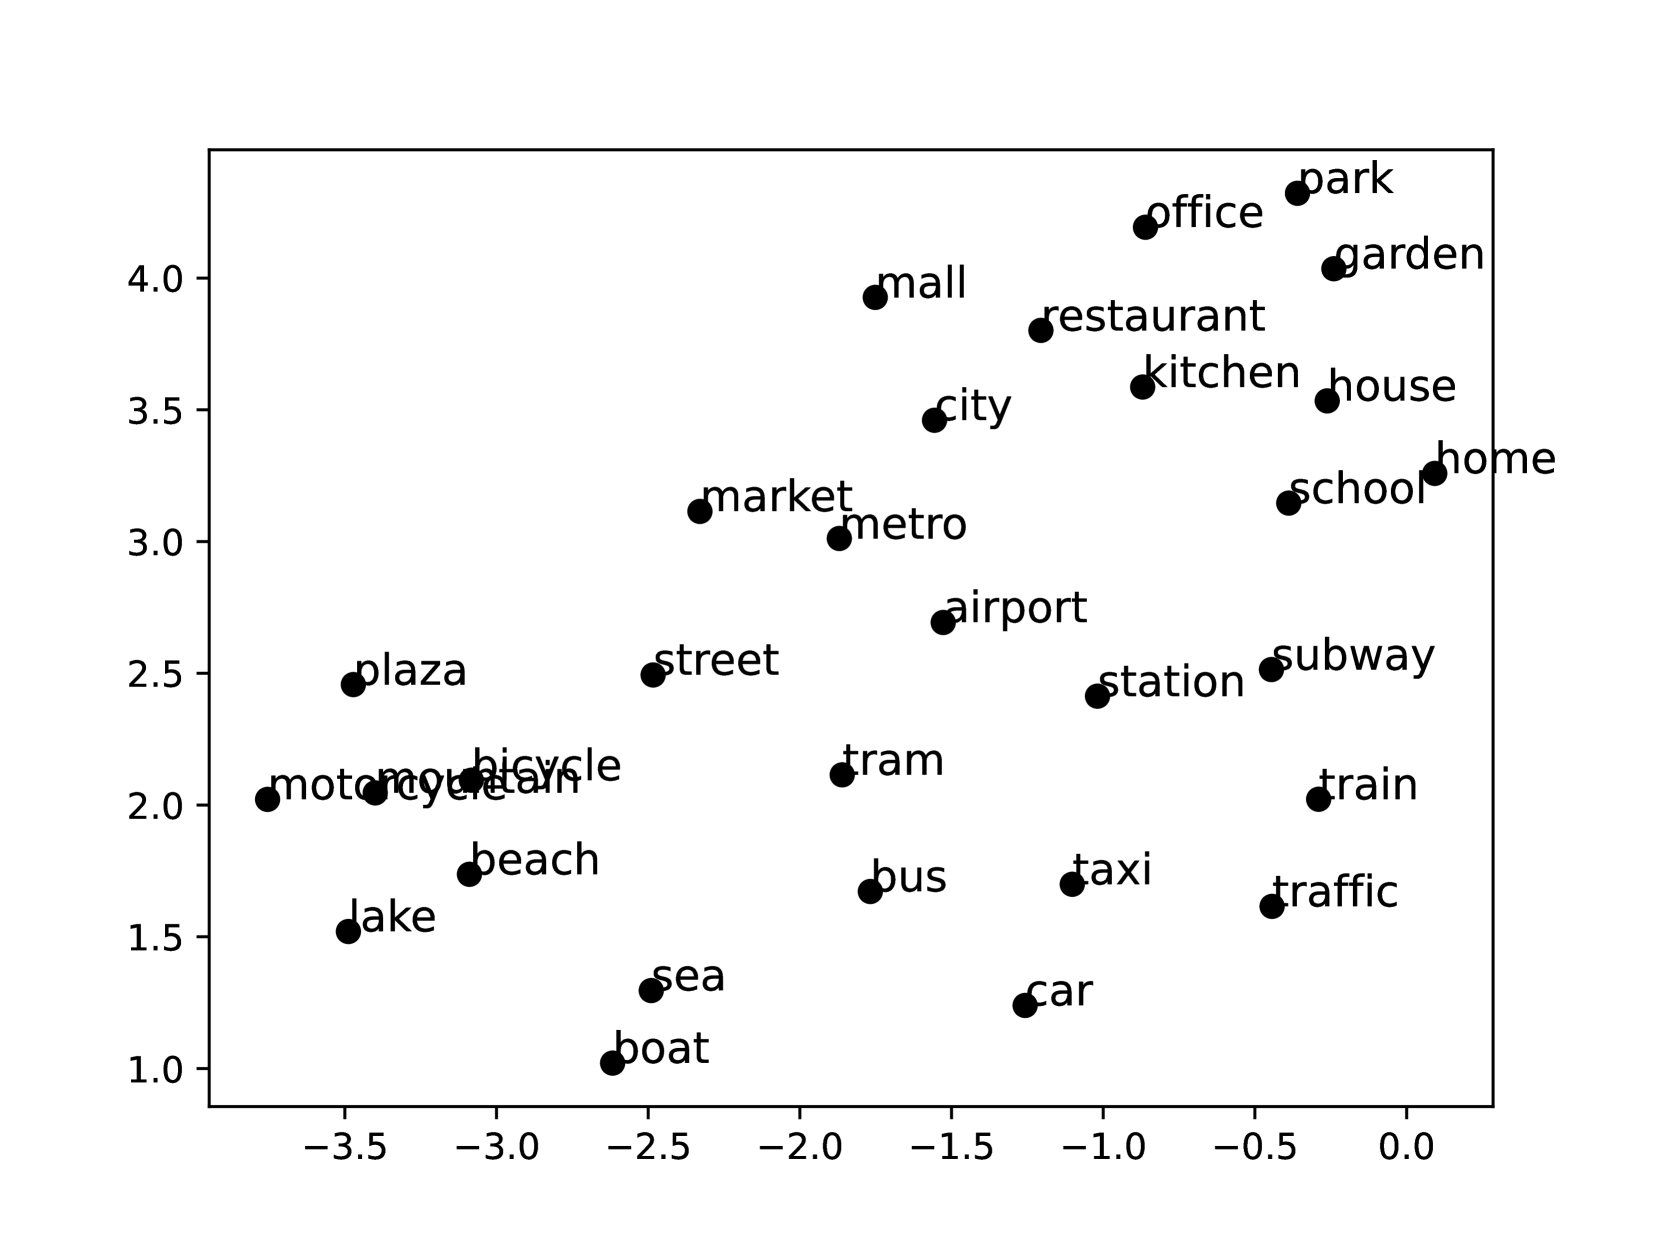 park
office
garden
mall
restaurant
kitchen
house
city
home
school
market
metro
airport
subway
street
plaza
station
bicycle
tram
motorcycle
mountain
train
beach
taxi
bus
traffic
lake
sea
car
boat
4.0
3.5
3.0
2.5
2.0
1.5
1.0
−3.5 −3.0 −2.5 −2.0 −1.5 −1.0 −0.5 0.0